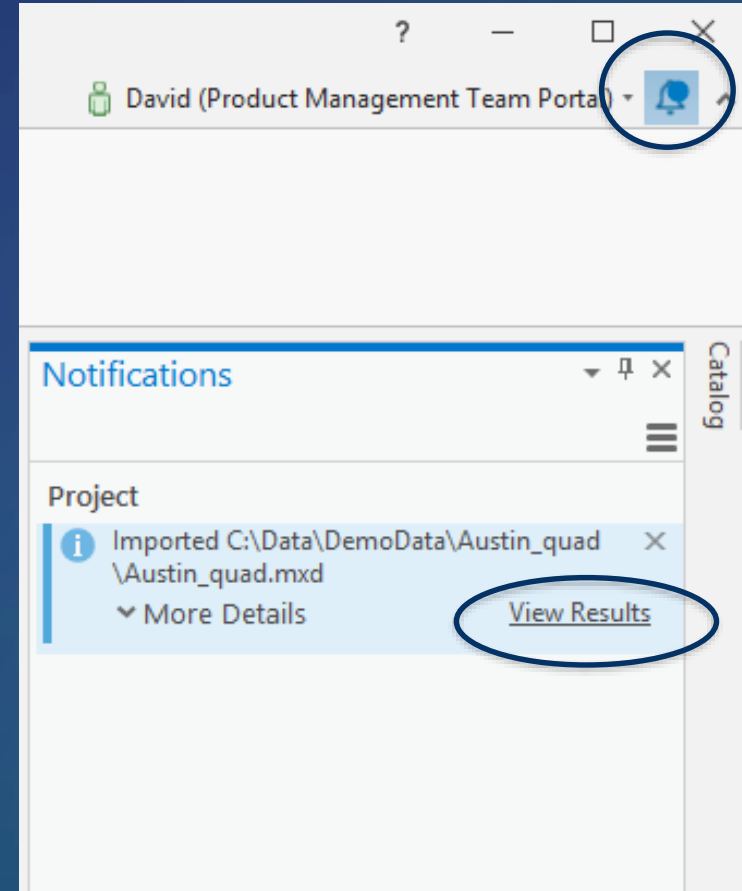 ?
David (Product Management Team Portal)
Notifications
Catalog
Project
Imported C:\Data\DemoData\Austin_quad
\Austin_quad.mxd
More Details View Results